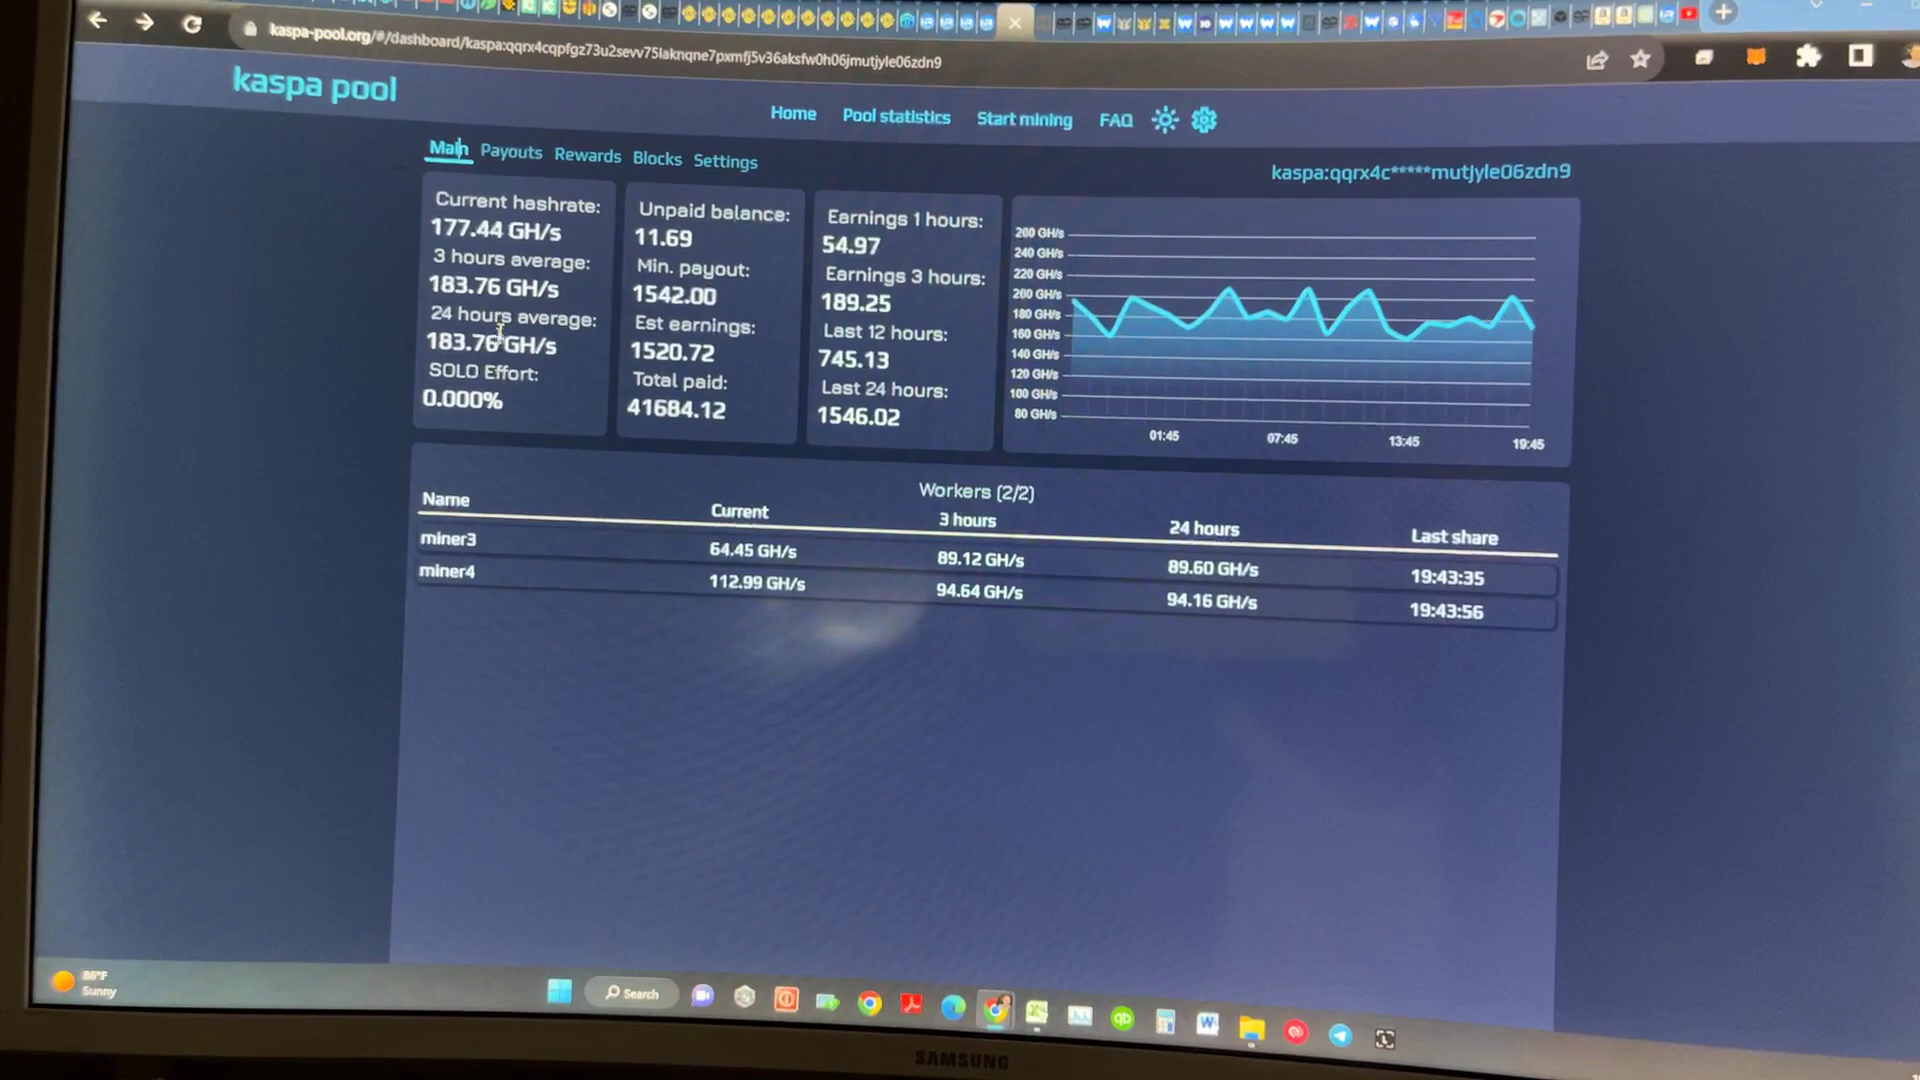 kaspa-pool.org/#/dashboard/kaspa:qqrx4cqpfgz73u2sevv75laknqne7pxmfj5v36aksfw0h06jmutjyle06zdn9
kaspa pool
Home Pool statistics Start mining FAQ
Main Payouts Rewards Blocks Settings
kaspa:qqrx4c*****mutjyle06zdn9
Current hashrate:
177.44 GH/s
3 hours average:
183.76 GH/s
24 hours average:
183.76 GH/s
SOLO Effort:
0.000%
Unpaid balance:
11.69
Min. payout:
1542.00
Est earnings:
1520.72
Total paid:
41684.12
Earnings 1 hours:
54.97
Earnings 3 hours:
189.25
Last 12 hours:
745.13
Last 24 hours:
1546.02
260 GH/s
240 GH/s
220 GH/s
200 GH/s
180 GH/s
160 GH/s
140 GH/s
120 GH/s
100 GH/s
80 GH/s
01:45 07:45 13:45 19:45
Workers (2/2)
Name Current 3 hours 24 hours Last share
miner3 64.45 GH/s 89.12 GH/s 89.60 GH/s 19:43:35
miner4 112.99 GH/s 94.64 GH/s 94.16 GH/s 19:43:56
86°F
Sunny
Search
SAMSUNG